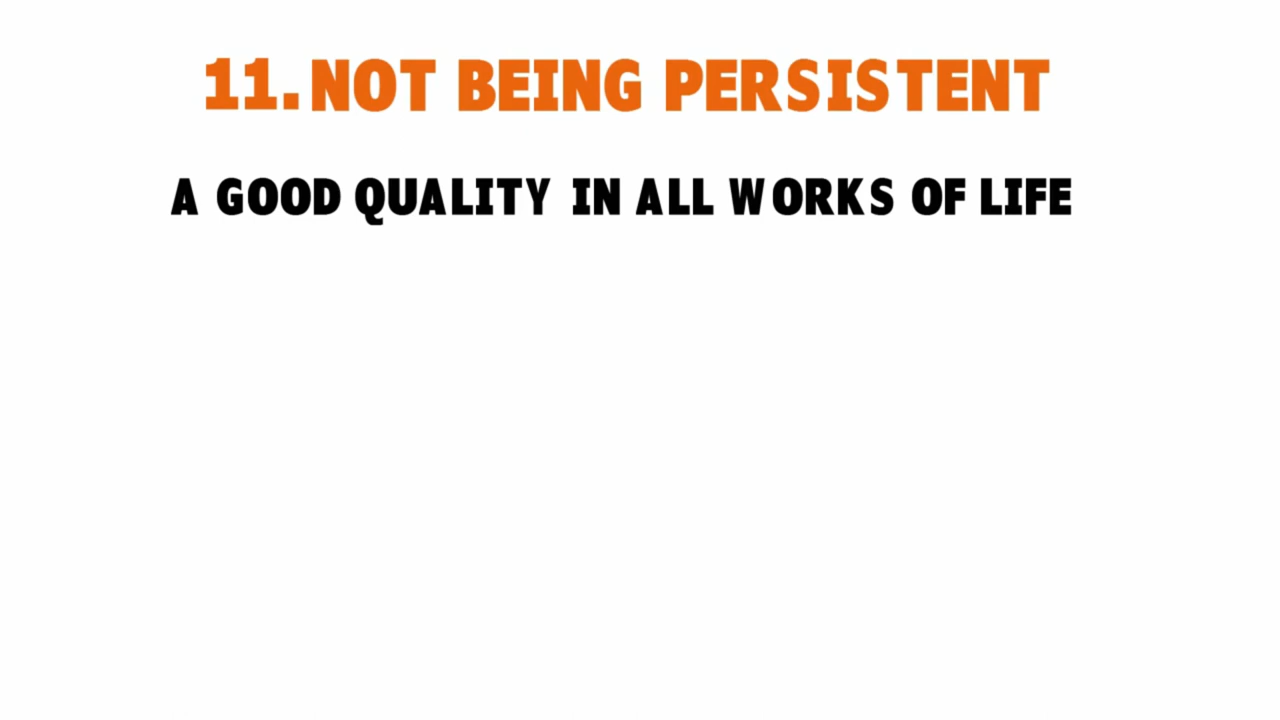 11. NOT BEING PERSISTENT
A GOOD QUALITY IN ALL WORKS OF LIFE